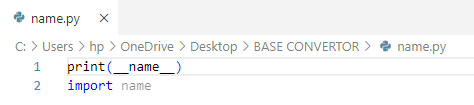 name.py ×
C: > Users > hp > OneDrive > Desktop > BASE CONVERTOR > name.py
1 print(__name__)
2 import name